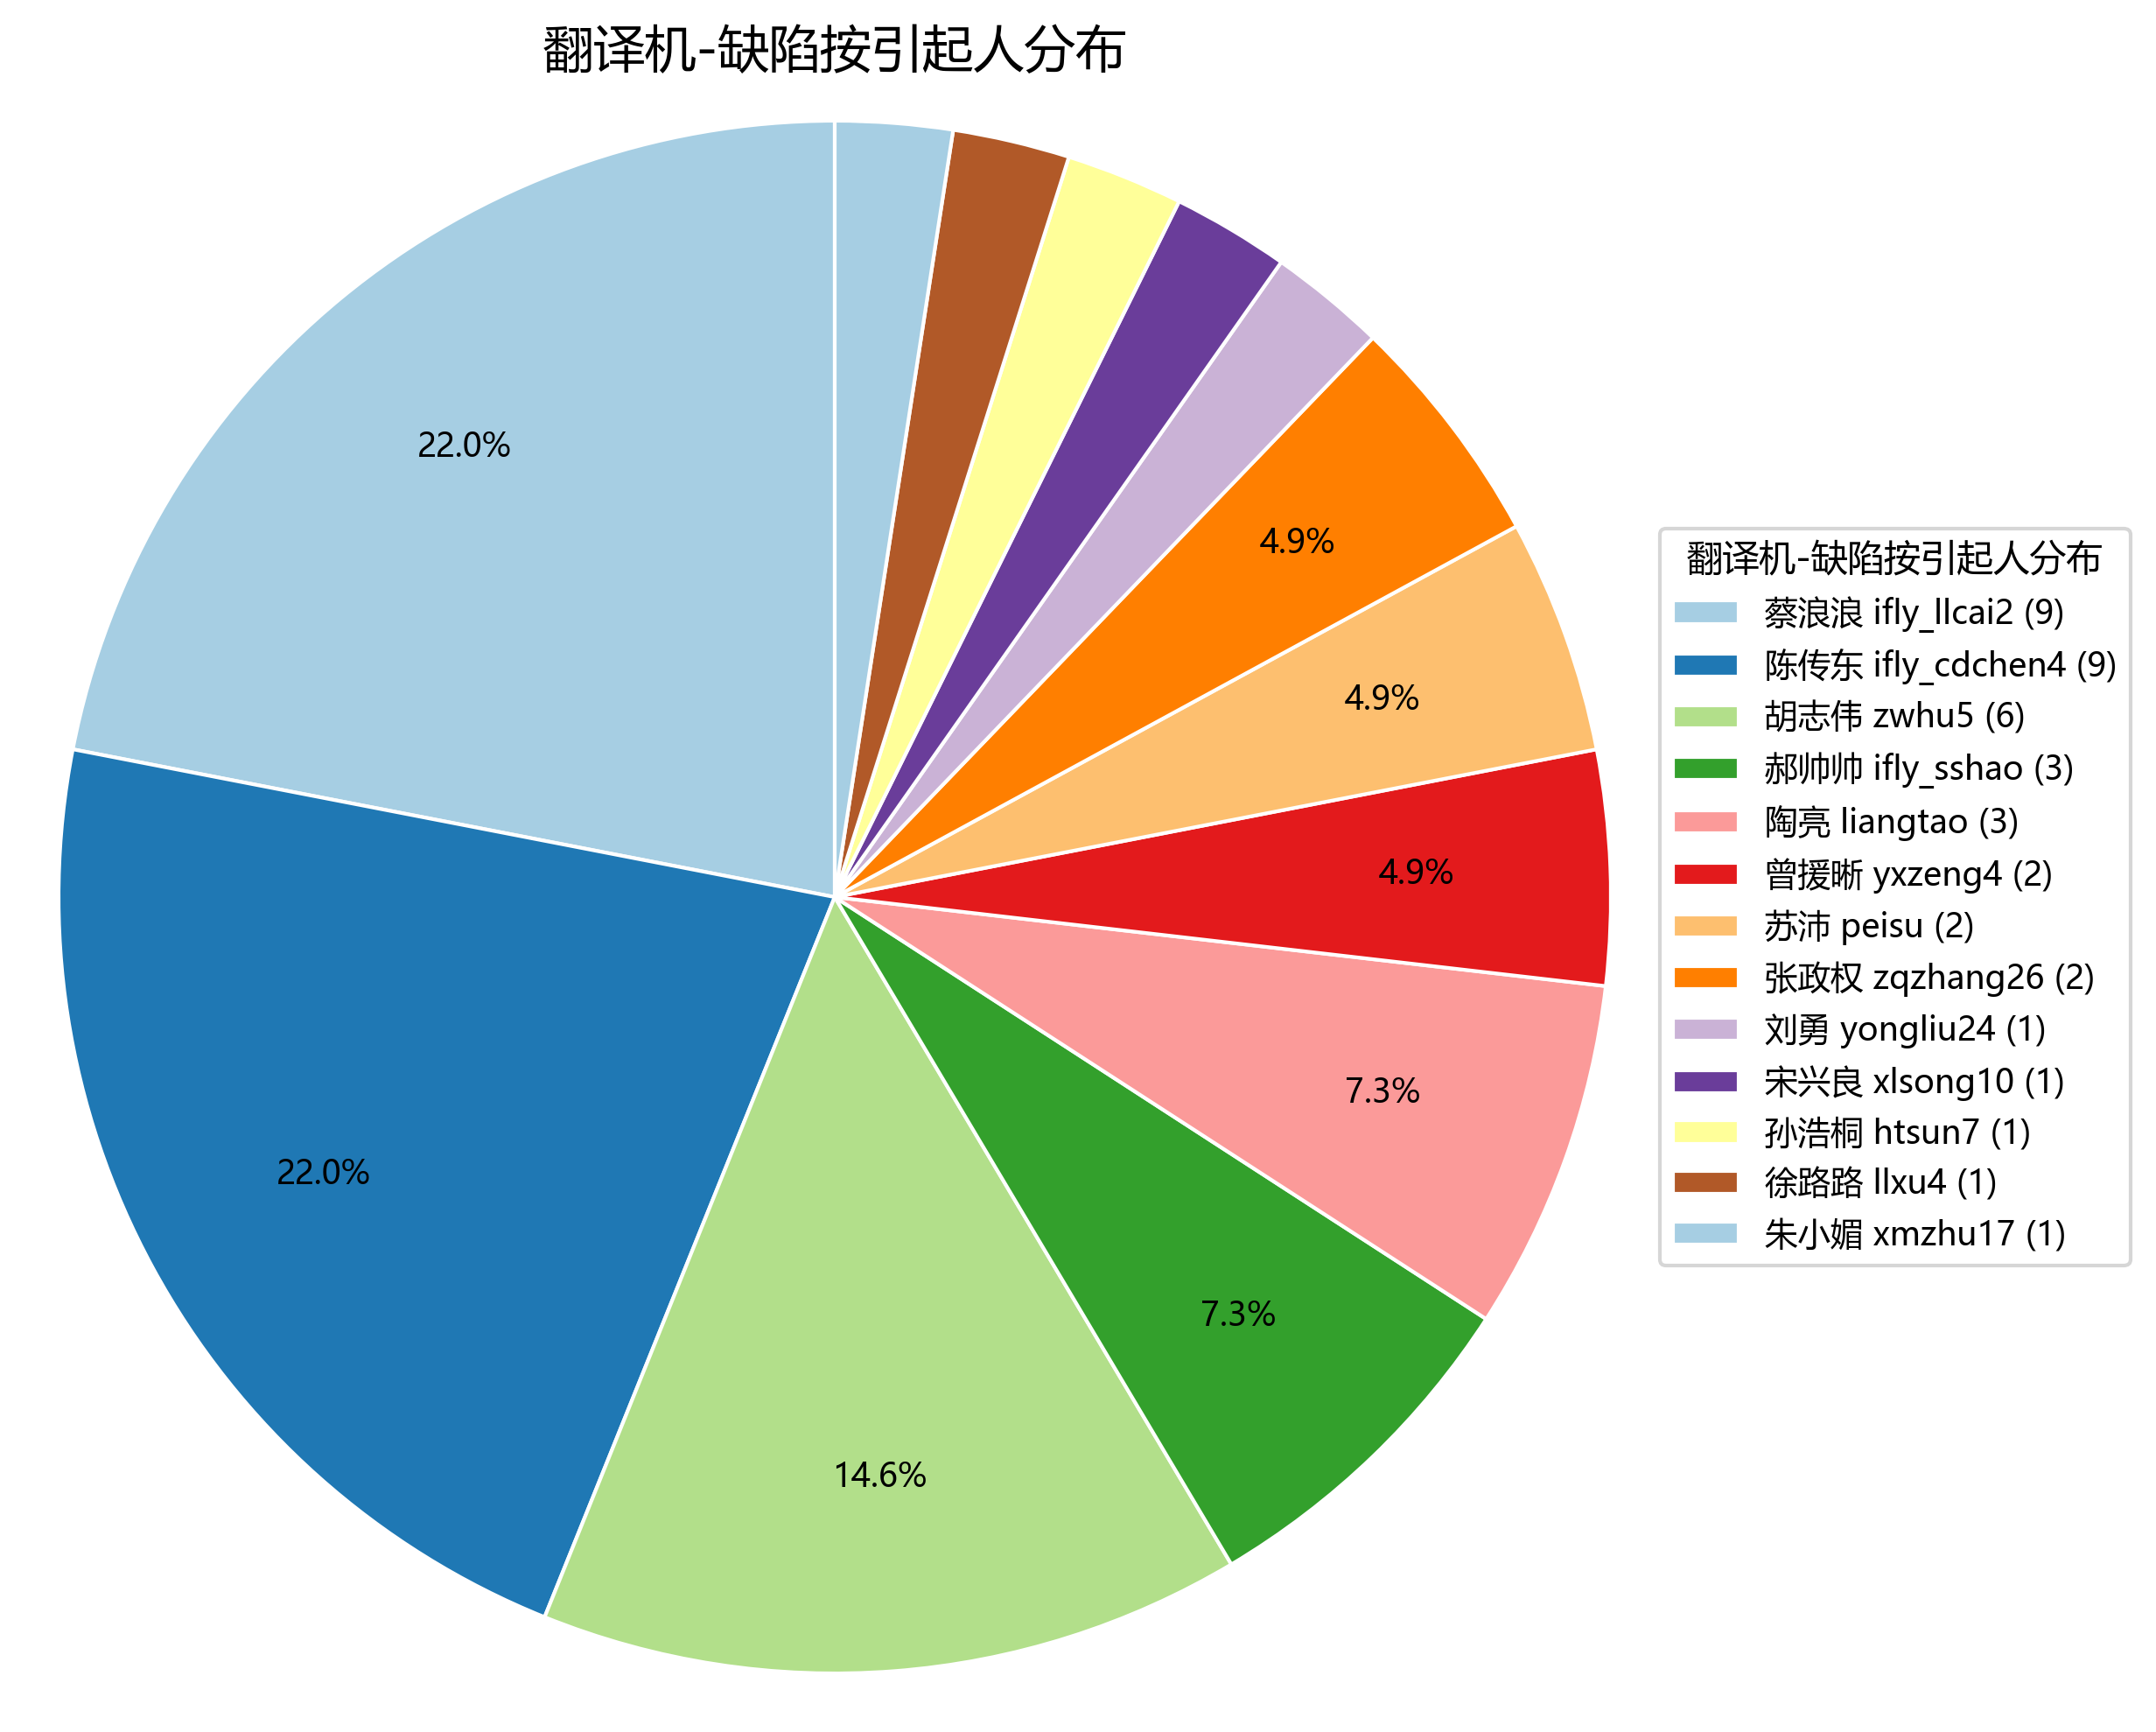 翻译机-缺陷按引起人分布
22.0%
22.0%
14.6%
7.3%
7.3%
4.9%
4.9%
4.9%
翻译机-缺陷按引起人分布
蔡浪浪 ifly_llcai2 (9)
陈传东 ifly_cdchen4 (9)
胡志伟 zwhu5 (6)
郝帅帅 ifly_sshao (3)
陶亮 liangtao (3)
曾援晰 yxzeng4 (2)
苏沛 peisu (2)
张政权 zqzhang26 (2)
刘勇 yongliu24 (1)
宋兴良 xlsong10 (1)
孙浩桐 htsun7 (1)
徐路路 llxu4 (1)
朱小媚 xmzhu17 (1)